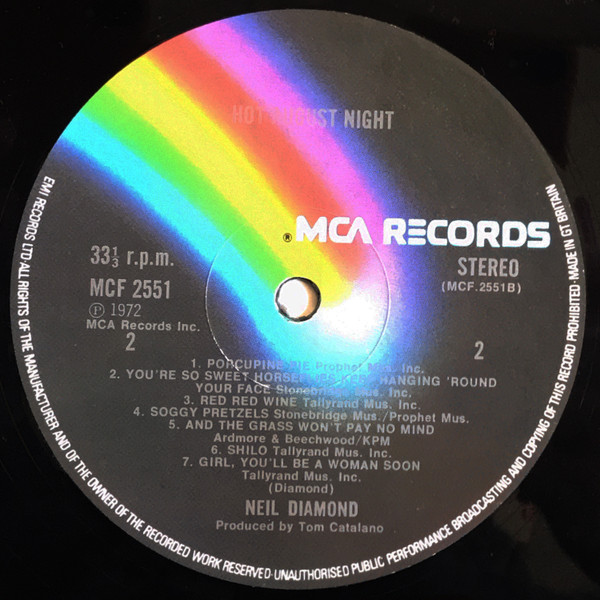 HOT AUGUST NIGHT
® MCA RECORDS
33⅓ r.p.m.
STEREO
MCF 2551
(MCF.2551B)
Ⓟ 1972
MCA Records Inc.
2
2
1. PORCUPINE PIE Prophet Mus. Inc.
2. YOU'RE SO SWEET HORSEFLIES KEEP HANGING 'ROUND
YOUR FACE Stonebridge Mus. Inc.
3. RED RED WINE Tallyrand Mus. Inc.
4. SOGGY PRETZELS Stonebridge Mus./Prophet Mus.
5. AND THE GRASS WON'T PAY NO MIND
Ardmore & Beechwood/KPM
6. SHILO Tallyrand Mus. Inc.
7. GIRL, YOU'LL BE A WOMAN SOON
Tallyrand Mus. Inc.
(Diamond)
NEIL DIAMOND
Produced by Tom Catalano
EMI RECORDS LTD·ALL RIGHTS OF THE MANUFACTURER AND OF THE OWNER OF THE RECORDED WORK RESERVED·UNAUTHORISED PUBLIC PERFORMANCE BROADCASTING AND COPYING OF THIS RECORD PROHIBITED·MADE IN GT BRITAIN